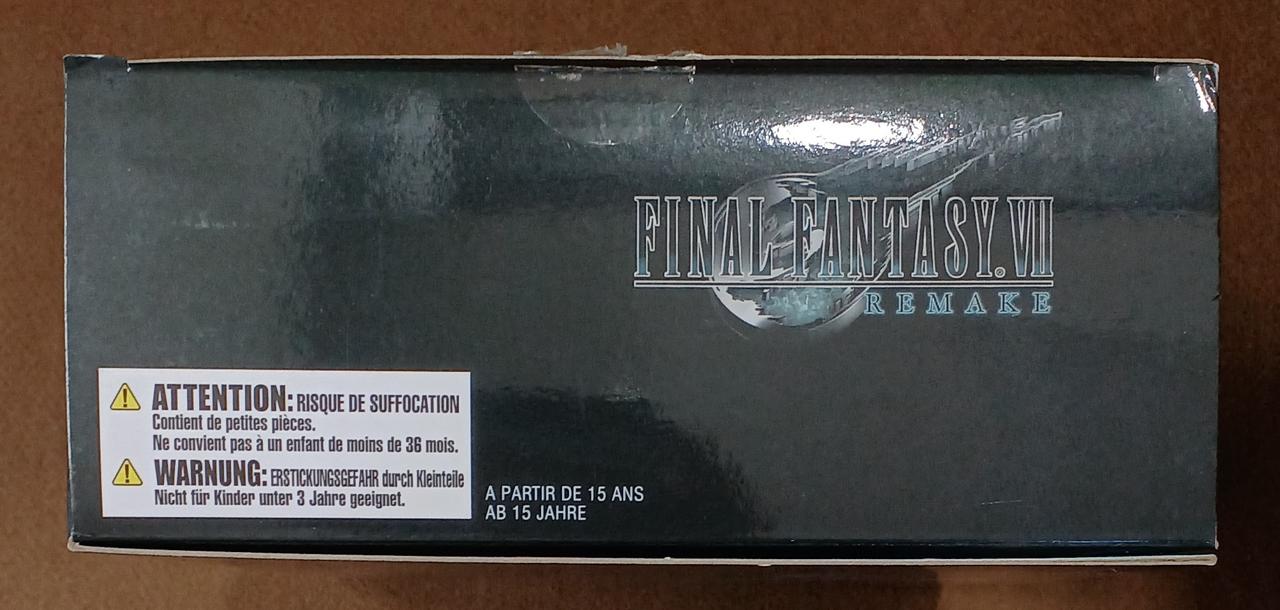 FINAL FANTASY® VII
REMAKE
ATTENTION: RISQUE DE SUFFOCATION
Contient de petites pièces.
Ne convient pas à un enfant de moins de 36 mois.
WARNUNG: ERSTICKUNGSGEFAHR durch Kleinteile
Nicht für Kinder unter 3 Jahre geeignet.
A PARTIR DE 15 ANS
AB 15 JAHRE